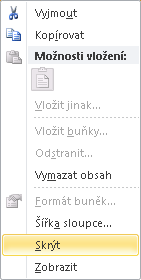 Vyjmout
Kopírovat
Možnosti vložení:
Vložit jinak...
Vložit buňky...
Odstranit...
Vymazat obsah
Formát buněk...
Šířka sloupce...
Skrýt
Zobrazit